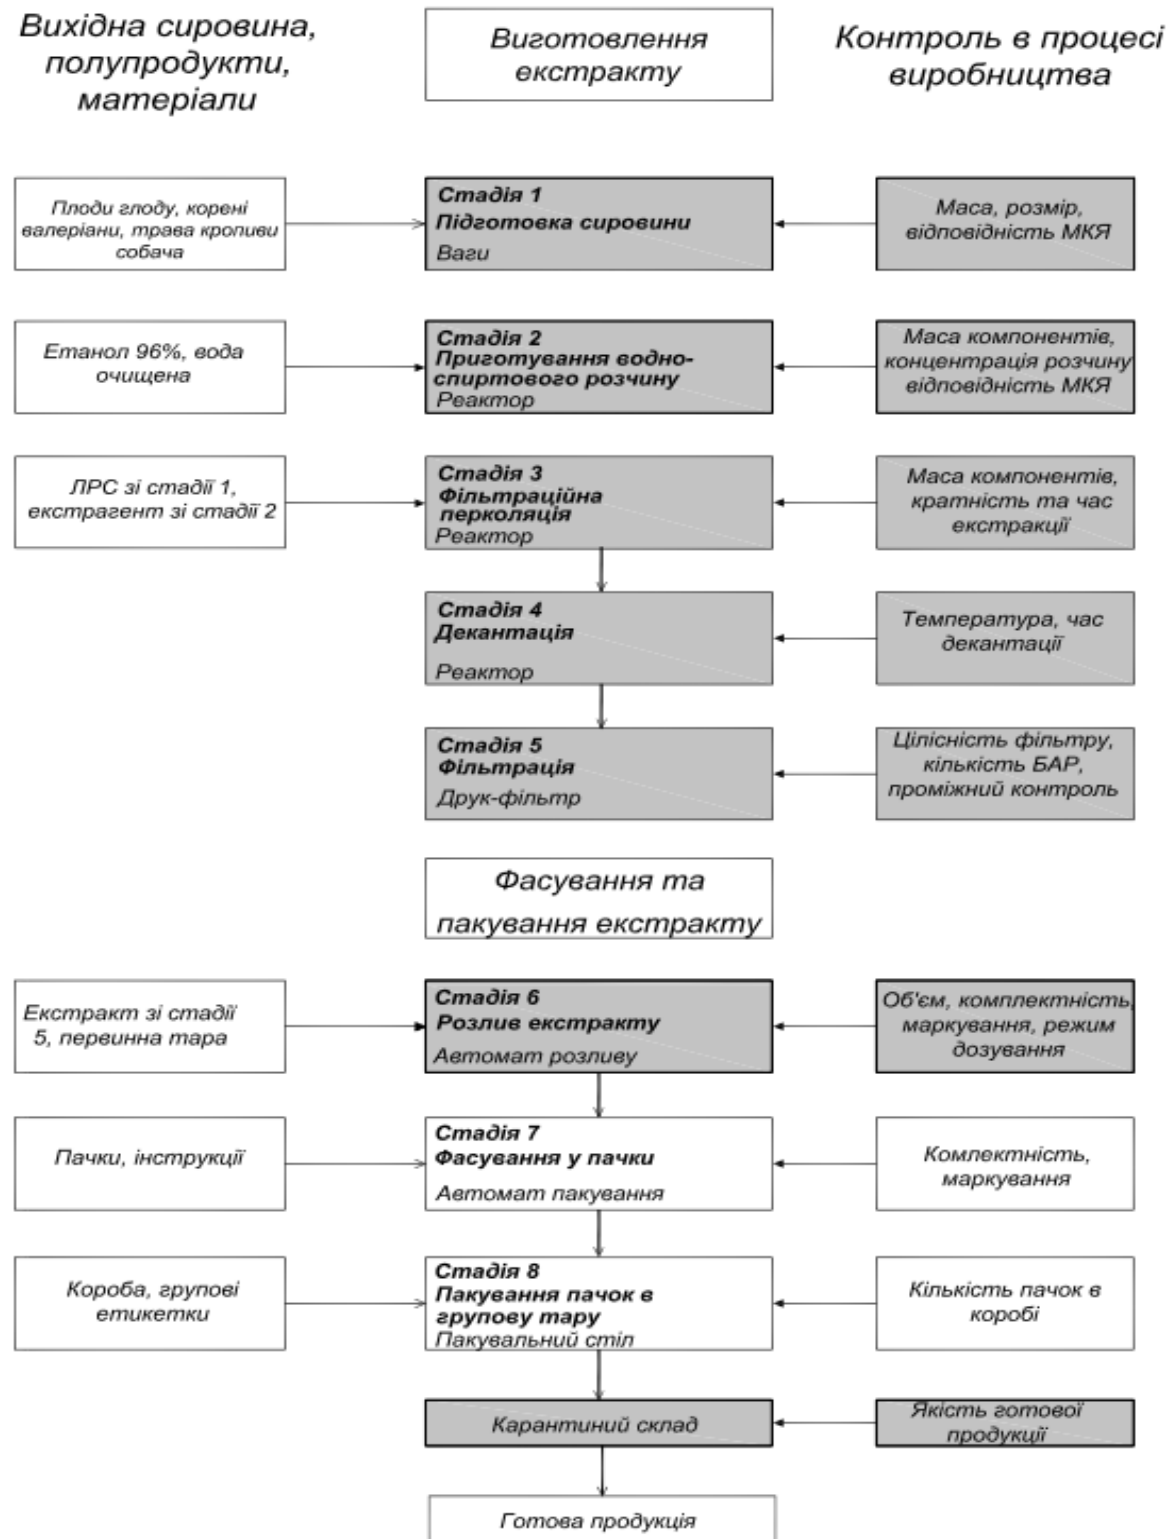 Вихідна сировина,
полупродукти,
матеріали
Виготовлення
екстракту
Контроль в процесі
виробництва
Плоди глоду, корені
валеріани, трава кропиви
собача
Стадія 1
Підготовка сировини
Ваги
Маса, розмір,
відповідність МКЯ
Етанол 96%, вода
очищена
Стадія 2
Приготування водно-
спиртового розчину
Реактор
Маса компонентів,
концентрація розчину
відповідність МКЯ
ЛРС зі стадії 1,
екстрагент зі стадії 2
Стадія 3
Фільтраційна
перколяція
Реактор
Маса компонентів,
кратність та час
екстракції
Стадія 4
Декантація
Реактор
Температура, час
декантації
Стадія 5
Фільтрація
Друк-фільтр
Цілісність фільтру,
кількість БАР,
проміжний контроль
Фасування та
пакування екстракту
Екстракт зі стадії
5, первинна тара
Стадія 6
Розлив екстракту
Автомат розливу
Об'єм, комплектність,
маркування, режим
дозування
Пачки, інструкції
Стадія 7
Фасування у пачки
Автомат пакування
Комлектність,
маркування
Короба, групові
етикетки
Стадія 8
Пакування пачок в
групову тару
Пакувальний стіл
Кількість пачок в
коробі
Карантиний склад
Якість готової
продукції
Готова продукція